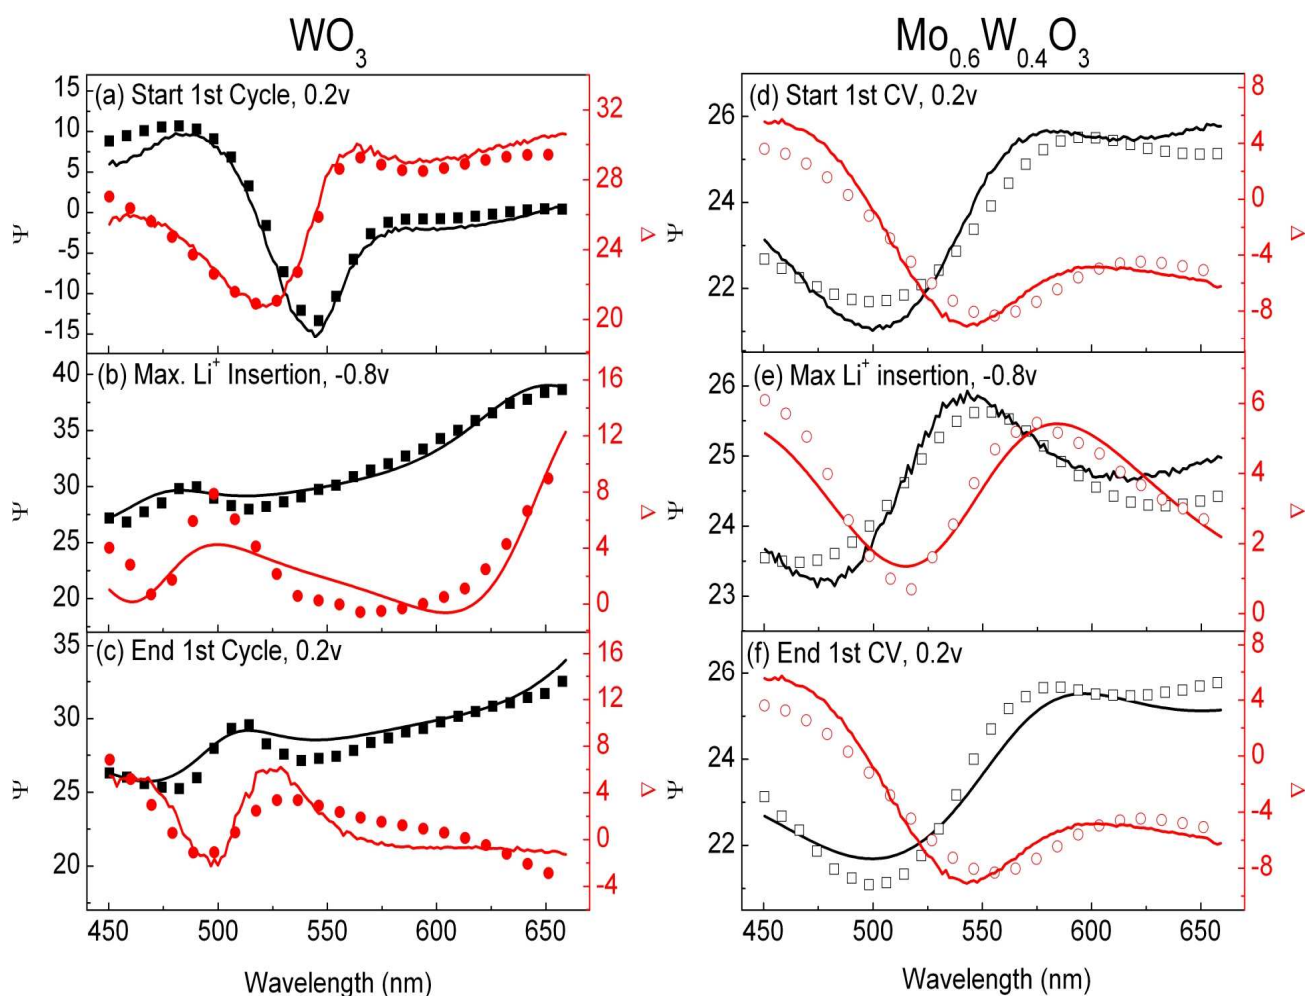 WO3
Mo0.6W0.4O3
(a) Start 1st Cycle, 0.2v
15
10
5
0
-5
-10
-15
Ψ
32
28
24
20
Δ
(b) Max. Li+ Insertion, -0.8v
40
35
30
25
20
Ψ
16
12
8
4
0
Δ
(c) End 1st Cycle, 0.2v
35
30
25
20
Ψ
16
12
8
4
0
-4
Δ
450 500 550 600 650
Wavelength (nm)
(d) Start 1st CV, 0.2v
26
25
24
22
Ψ
8
4
0
-4
-8
Δ
(e) Max Li+ insertion, -0.8v
26
25
24
23
Ψ
6
4
2
0
Δ
(f) End 1st CV, 0.2v
26
25
24
22
Ψ
8
4
0
-4
-8
Δ
450 500 550 600 650
Wavelength (nm)